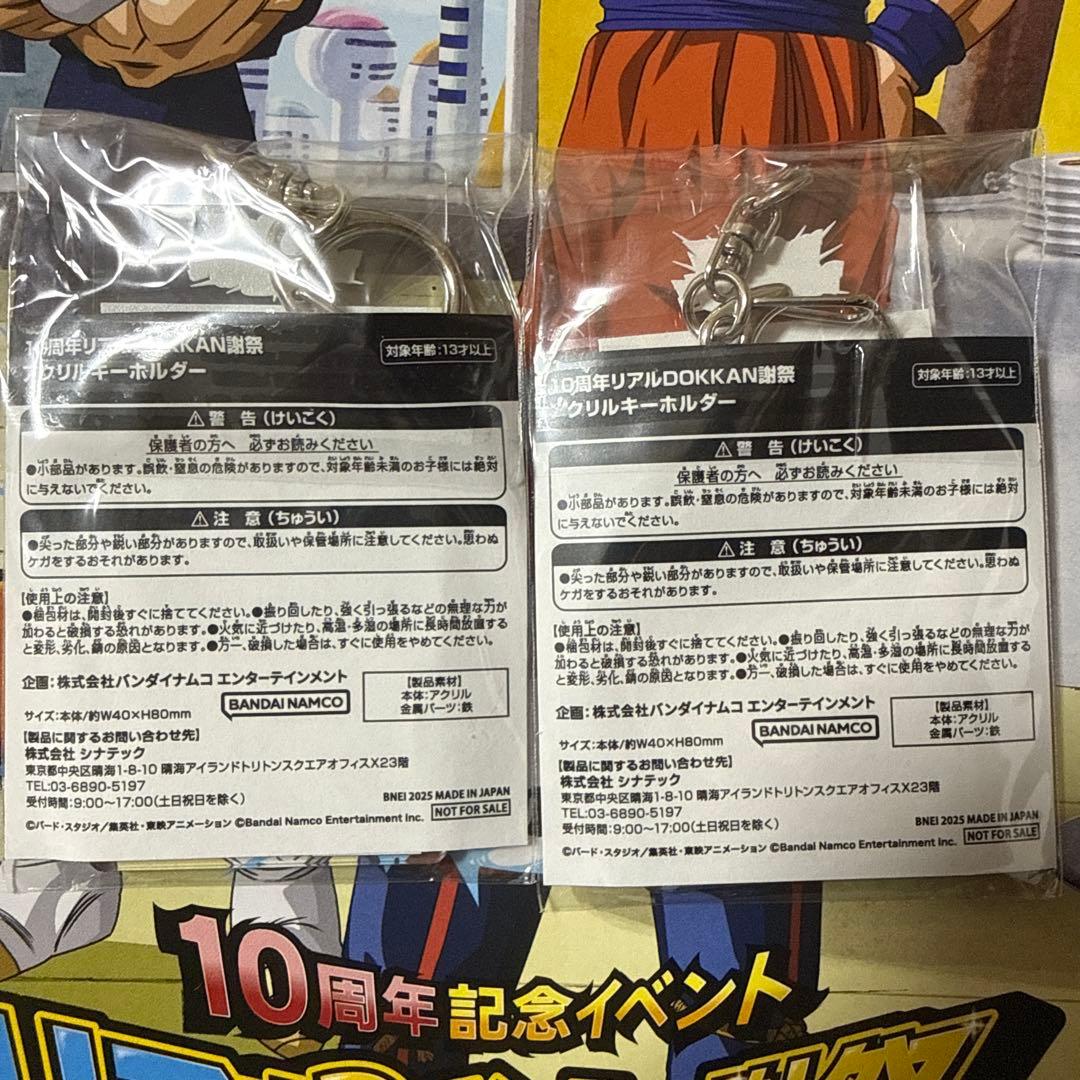 10周年リアルDOKKAN謝祭
クリルキーホルダー
対象年齢:13才以上
⚠警 告(けいこく)
保護者の方へ 必ずお読みください
●小部品があります。誤飲・窒息の危険がありますので、対象年齢未満のお子様には絶対
に与えないでください。
⚠注 意(ちゅうい)
●尖った部分や鋭い部分がありますので、取扱いや保管場所に注意してください。思わぬ
ケガをするおそれがあります。
【使用上の注意】
●梱包材は、開封後すぐに捨ててください。●振り回したり、強く引っ張るなどの無理な力が
加わると破損する恐れがあります。●火気に近づけたり、高温・多湿の場所に長時間放置する
と変形、劣化、錆の原因となります。●万一、破損した場合は、すぐに使用をやめてください。
企画:株式会社バンダイナムコ エンターテインメント
BANDAI NAMCO
【製品素材】
本体:アクリル
金属パーツ:鉄
サイズ:本体/約W40×H80mm
【製品に関するお問い合わせ先】
株式会社 シナテック
東京都中央区晴海1-8-10 晴海アイランドトリトンスクエアオフィスX23階
TEL:03-6890-5197
受付時間:9:00~17:00(土日祝日を除く)
BNEI 2025 MADE IN JAPAN
NOT FOR SALE
©バード・スタジオ/集英社・東映アニメーション ©Bandai Namco Entertainment Inc.
10周年リアルDOKKAN謝祭
クリルキーホルダー
対象年齢:13才以上
⚠警 告(けいこく)
保護者の方へ 必ずお読みください
●小部品があります。誤飲・窒息の危険がありますので、対象年齢未満のお子様には絶対
に与えないでください。
⚠注 意(ちゅうい)
●尖った部分や鋭い部分がありますので、取扱いや保管場所に注意してください。思わぬ
ケガをするおそれがあります。
【使用上の注意】
●梱包材は、開封後すぐに捨ててください。●振り回したり、強く引っ張るなどの無理な力が
加わると破損する恐れがあります。●火気に近づけたり、高温・多湿の場所に長時間放置する
と変形、劣化、錆の原因となります。●万一、破損した場合は、すぐに使用をやめてください。
企画:株式会社バンダイナムコ エンターテインメント
BANDAI NAMCO
【製品素材】
本体:アクリル
金属パーツ:鉄
サイズ:本体/約W40×H80mm
【製品に関するお問い合わせ先】
株式会社 シナテック
東京都中央区晴海1-8-10 晴海アイランドトリトンスクエアオフィスX23階
TEL:03-6890-5197
受付時間:9:00~17:00(土日祝日を除く)
BNEI 2025 MADE IN JAPAN
NOT FOR SALE
©バード・スタジオ/集英社・東映アニメーション ©Bandai Namco Entertainment Inc.
10周年記念イベント